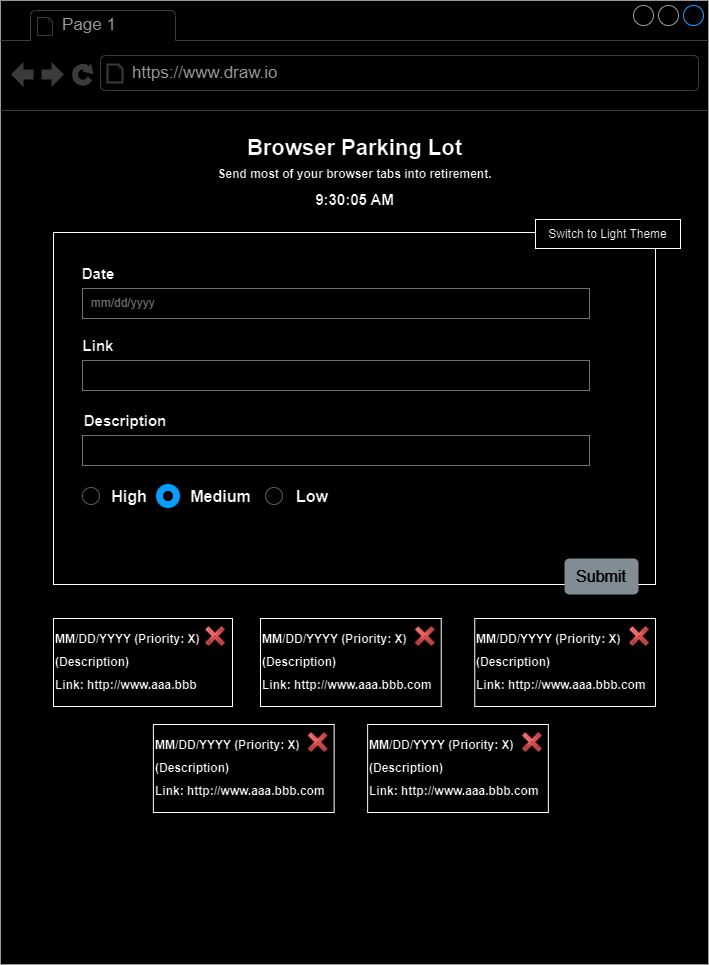 Page 1
https://www.draw.io
Browser Parking Lot
Send most of your browser tabs into retirement.
9:30:05 AM
Switch to Light Theme
Date
mm/dd/yyyy
Link
Description
High Medium Low
Submit
MM/DD/YYYY (Priority: X)
(Description)
Link: http://www.aaa.bbb
MM/DD/YYYY (Priority: X)
(Description)
Link: http://www.aaa.bbb.com
MM/DD/YYYY (Priority: X)
(Description)
Link: http://www.aaa.bbb.com
MM/DD/YYYY (Priority: X)
(Description)
Link: http://www.aaa.bbb.com
MM/DD/YYYY (Priority: X)
(Description)
Link: http://www.aaa.bbb.com